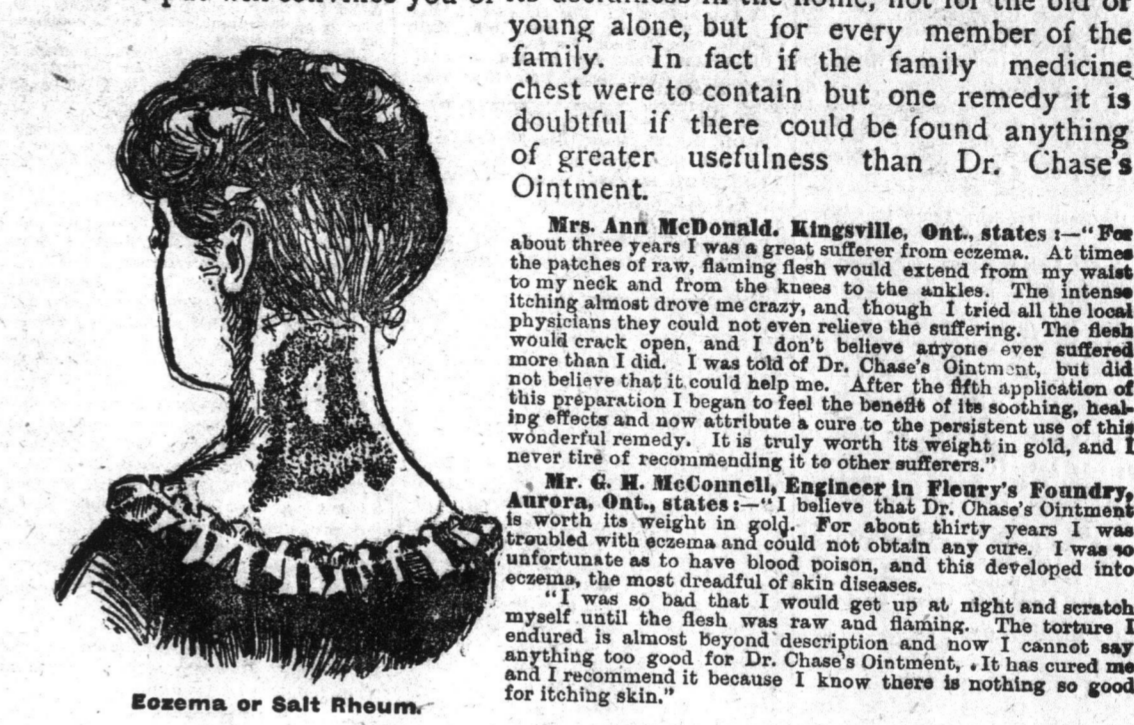 convinces you of its usefulness in the home, not for the old or
young alone, but for every member of the
family. In fact if the family medicine
chest were to contain but one remedy it is
doubtful if there could be found anything
of greater usefulness than Dr. Chase's
Ointment.
Mrs. Ann McDonald, Kingsville, Ont., states :—"For
about three years I was a great sufferer from eczema. At times
the patches of raw, flaming flesh would extend from my waist
to my neck and from the knees to the ankles. The intense
itching almost drove me crazy, and though I tried all the local
physicians they could not even relieve the suffering. The flesh
would crack open, and I don't believe anyone ever suffered
more than I did. I was told of Dr. Chase's Ointment, but did
not believe that it could help me. After the fifth application of
this preparation I began to feel the benefit of its soothing, heal-
ing effects and now attribute a cure to the persistent use of this
wonderful remedy. It is truly worth its weight in gold, and I
never tire of recommending it to other sufferers."
Mr. G. H. McConnell, Engineer in Fleury's Foundry,
Aurora, Ont., states:—"I believe that Dr. Chase's Ointment
is worth its weight in gold. For about thirty years I was
troubled with eczema and could not obtain any cure. I was so
unfortunate as to have blood poison, and this developed into
eczema, the most dreadful of skin diseases.
"I was so bad that I would get up at night and scratch
myself until the flesh was raw and flaming. The torture I
endured is almost beyond description and now I cannot say
anything too good for Dr. Chase's Ointment, . It has cured me
and I recommend it because I know there is nothing so good
for itching skin."
Eczema or Salt Rheum.